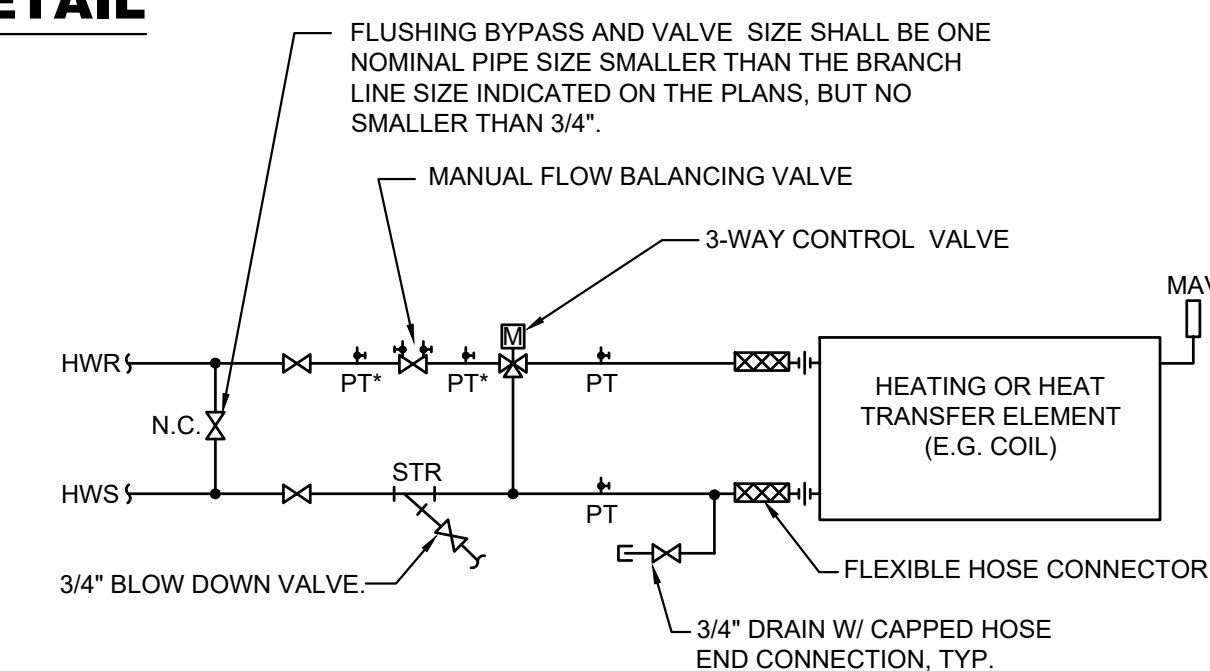 FLUSHING BYPASS AND VALVE SIZE SHALL BE ONE
NOMINAL PIPE SIZE SMALLER THAN THE BRANCH
LINE SIZE INDICATED ON THE PLANS, BUT NO
SMALLER THAN 3/4".
MANUAL FLOW BALANCING VALVE
3-WAY CONTROL VALVE
MAV
M
HWR
PT*
PT*
PT
HEATING OR HEAT
TRANSFER ELEMENT
(E.G. COIL)
N.C.
STR
HWS
PT
3/4" BLOW DOWN VALVE.
FLEXIBLE HOSE CONNECTOR
3/4" DRAIN W/ CAPPED HOSE
END CONNECTION, TYP.